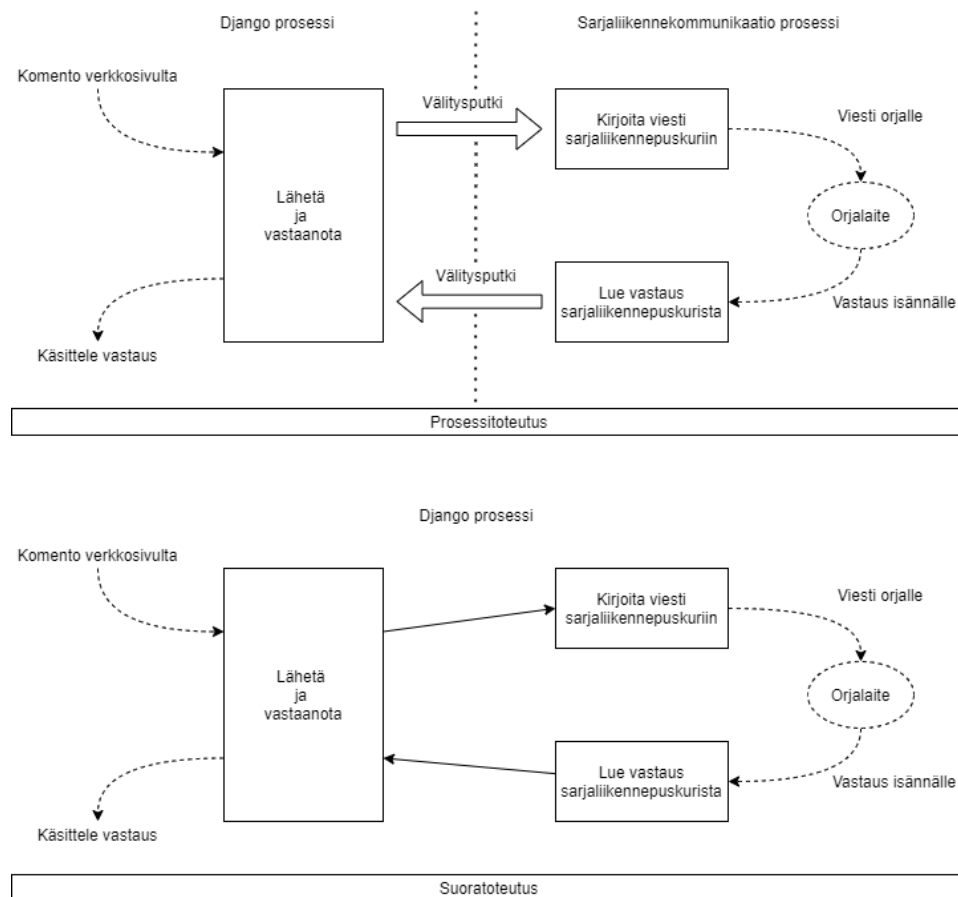 Django prosessi
Sarjaliikennekommunikaatio prosessi
Komento verkkosivulta
Välitysputki
Kirjoita viesti
sarjaliikennepuskuriin
Viesti orjalle
Lähetä
ja
vastaanota
Orjalaite
Välitysputki
Lue vastaus
sarjaliikennepuskurista
Vastaus isännälle
Käsittele vastaus
Prosessitoteutus
Django prosessi
Komento verkkosivulta
Kirjoita viesti
sarjaliikennepuskuriin
Viesti orjalle
Lähetä
ja
vastaanota
Orjalaite
Lue vastaus
sarjaliikennepuskurista
Vastaus isännälle
Käsittele vastaus
Suoratoteutus